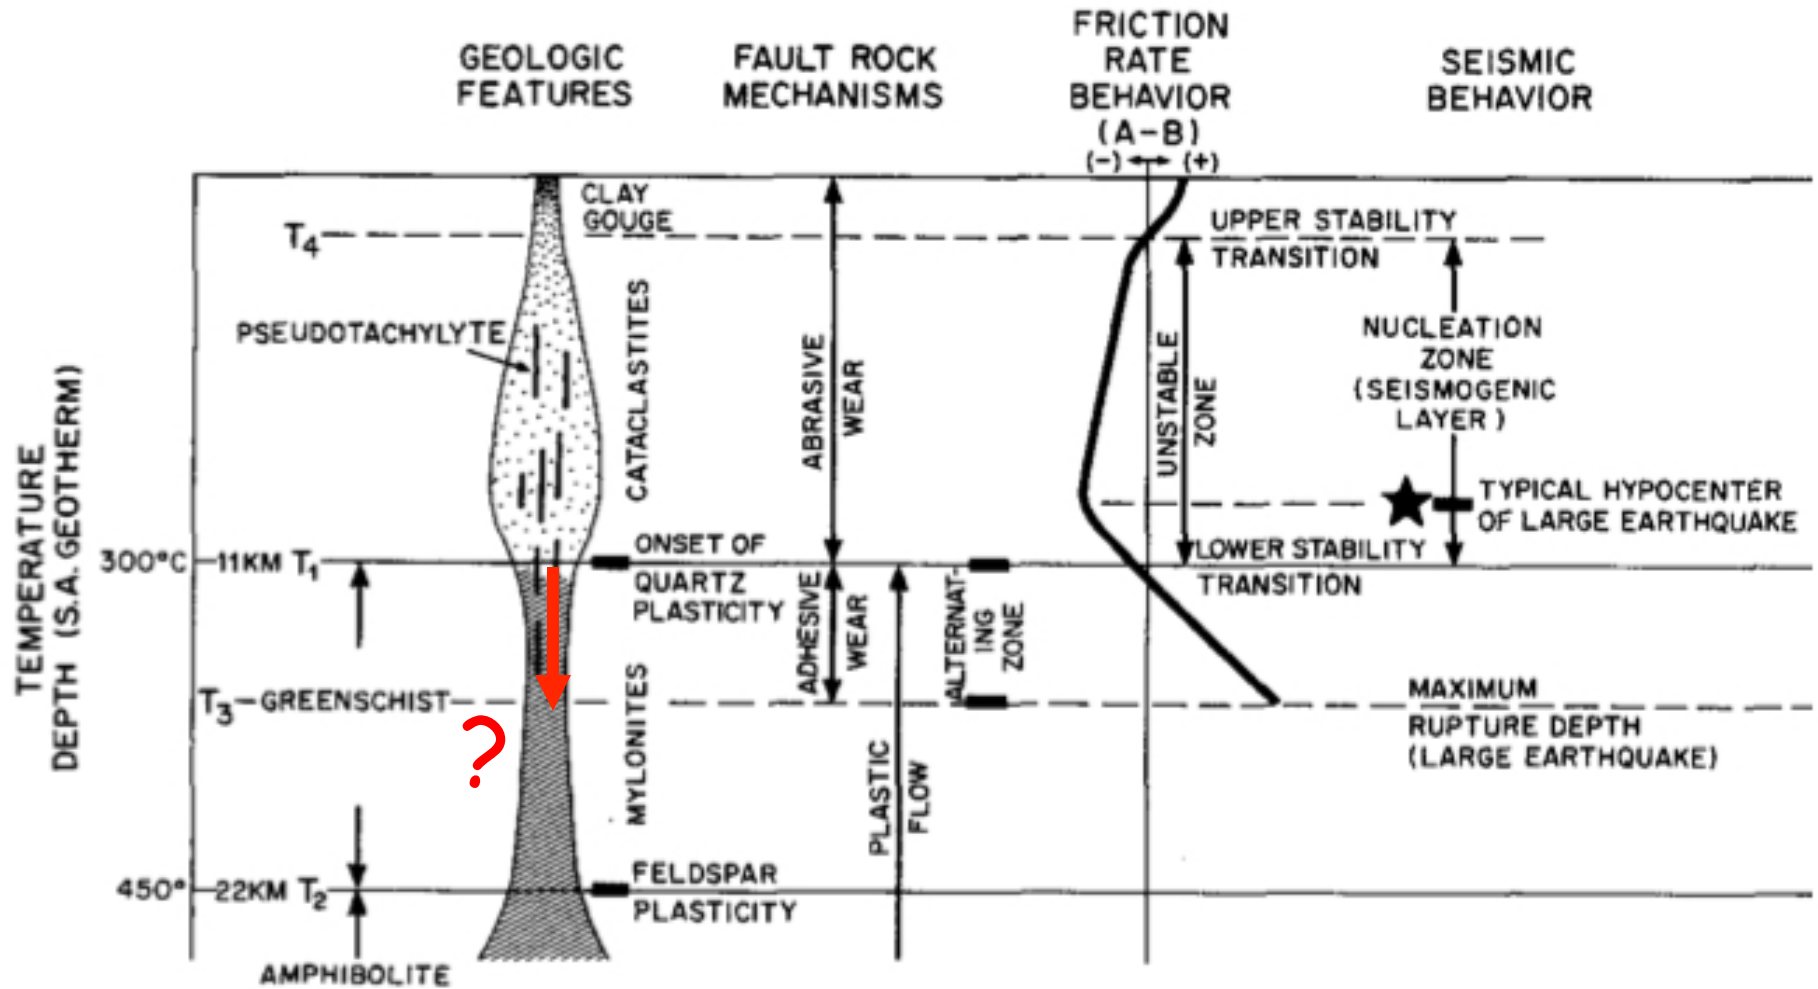 GEOLOGIC
FEATURES
FAULT ROCK
MECHANISMS
FRICTION
RATE
BEHAVIOR
(A-B)
(-) (+)
SEISMIC
BEHAVIOR
TEMPERATURE
DEPTH (S.A. GEOTHERM)
CLAY
GOUGE
T4
UPPER STABILITY
TRANSITION
PSEUDOTACHYLYTE
CATACLASTITES
ABRASIVE
WEAR
UNSTABLE
ZONE
NUCLEATION
ZONE
(SEISMOGENIC
LAYER)
TYPICAL HYPOCENTER
OF LARGE EARTHQUAKE
300°C 11KM T1
ONSET OF
QUARTZ
PLASTICITY
LOWER STABILITY
TRANSITION
ADHESIVE
WEAR
ALTERNAT-
ING
ZONE
T3 GREENSCHIST
?
MYLONITES
PLASTIC
FLOW
MAXIMUM
RUPTURE DEPTH
(LARGE EARTHQUAKE)
450° 22KM T2
FELDSPAR
PLASTICITY
AMPHIBOLITE